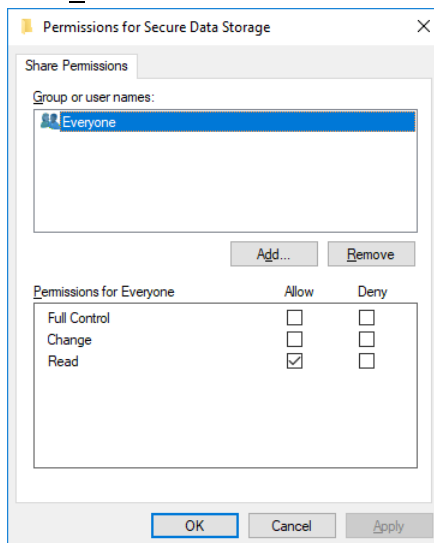 Permissions for Secure Data Storage
Share Permissions
Group or user names:
Everyone
Add...
Remove
Permissions for Everyone Allow Deny
Full Control
Change
Read
OK Cancel Apply